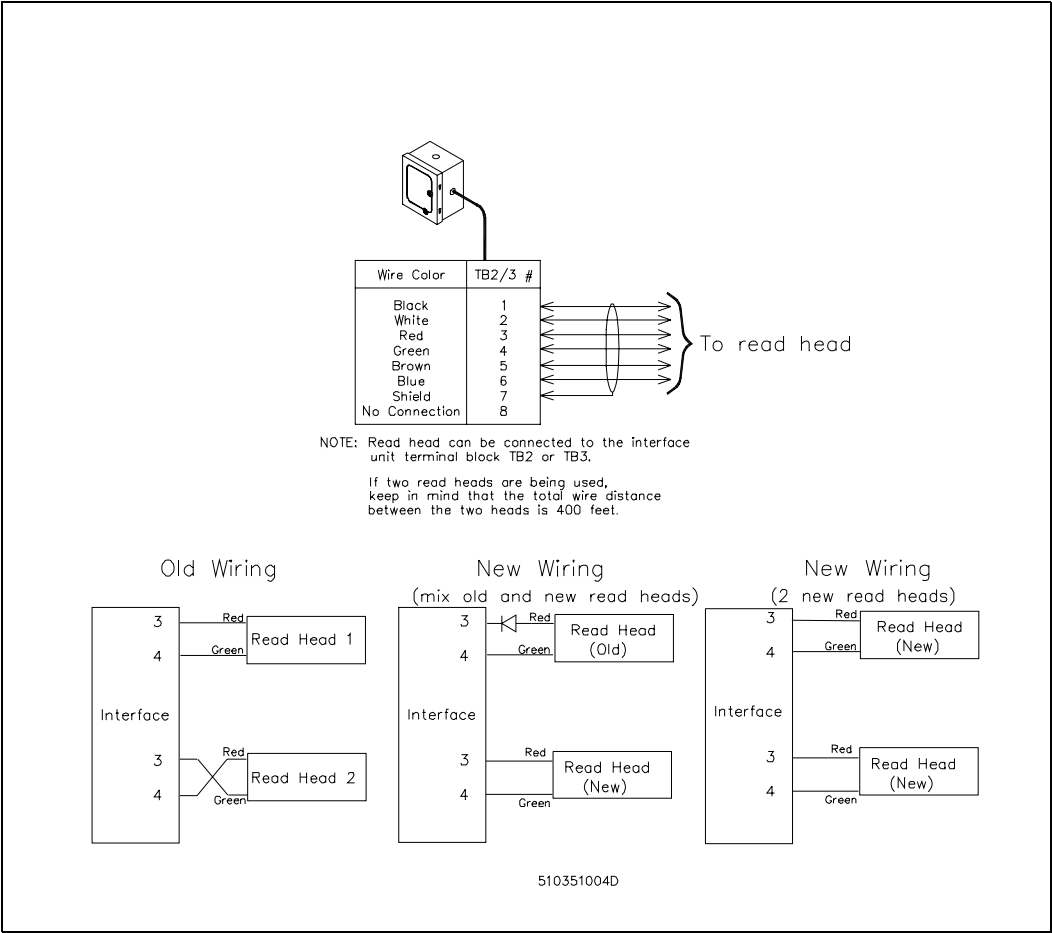 Wire Color TB2/3 #
Black 1
White 2
Red 3
Green 4
Brown 5
Blue 6
Shield 7
No Connection 8
To read head
NOTE: Read head can be connected to the interface
unit terminal block TB2 or TB3.
If two read heads are being used,
keep in mind that the total wire distance
between the two heads is 400 feet.
Old Wiring
3 Red
4 Green
Read Head 1
Interface
3 Red
4 Green
Read Head 2
New Wiring
(mix old and new read heads)
3 Red
4 Green
Read Head
(Old)
Interface
3 Red
4 Green
Read Head
(New)
New Wiring
(2 new read heads)
3 Red
4 Green
Read Head
(New)
Interface
3 Red
4 Green
Read Head
(New)
510351004D